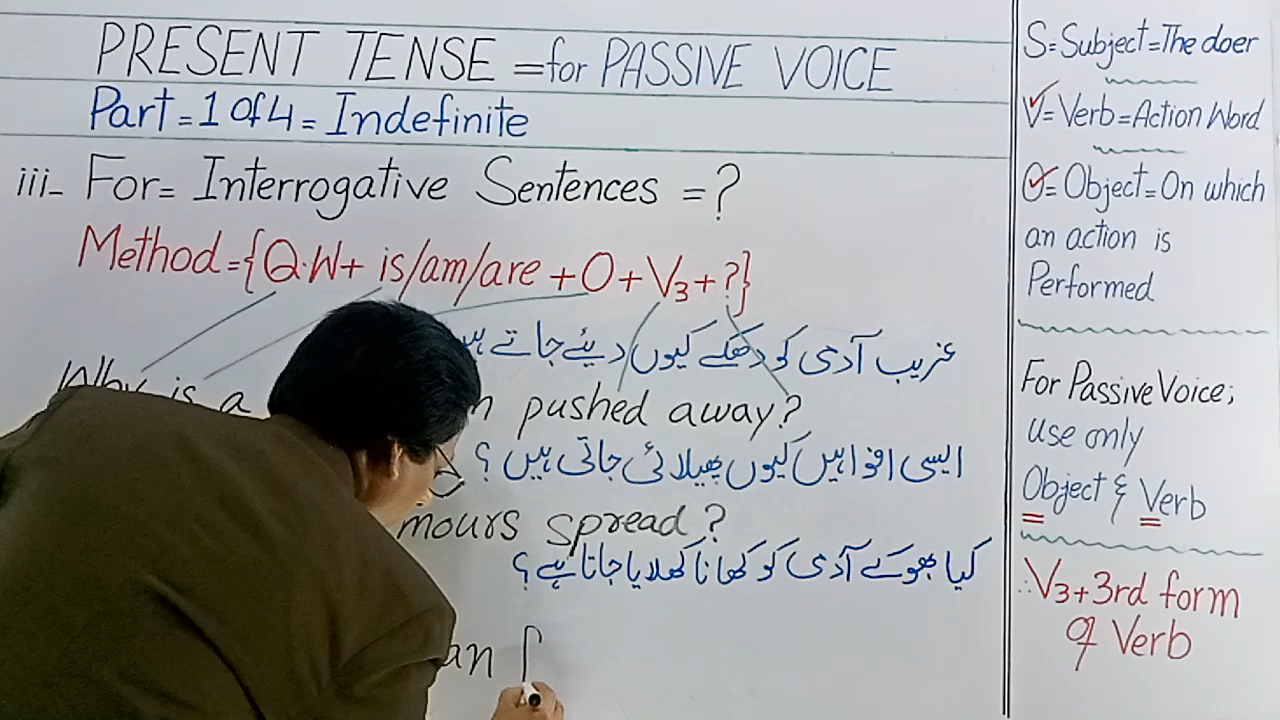 PRESENT TENSE = for PASSIVE VOICE
Part = 1 of 4 = Indefinite
iii- For = Interrogative Sentences = ?
Method = {Q.W + is/am/are + O + V3 + ?}
غریب آدمی کو دھکے کیوں دیئے جاتے
Why is a pushed away?
ایسی افواہیں کیوں پھیلائی جاتی ہیں ؟
mours spread ?
کیا بھوکے آدمی کو کھانا کھلایا جاتا ہے ؟
an
S = Subject = The doer
V = Verb = Action Word
O = Object = On which
an action is
Performed
For Passive Voice;
use only
Object & Verb
∴ V3 + 3rd form
of Verb